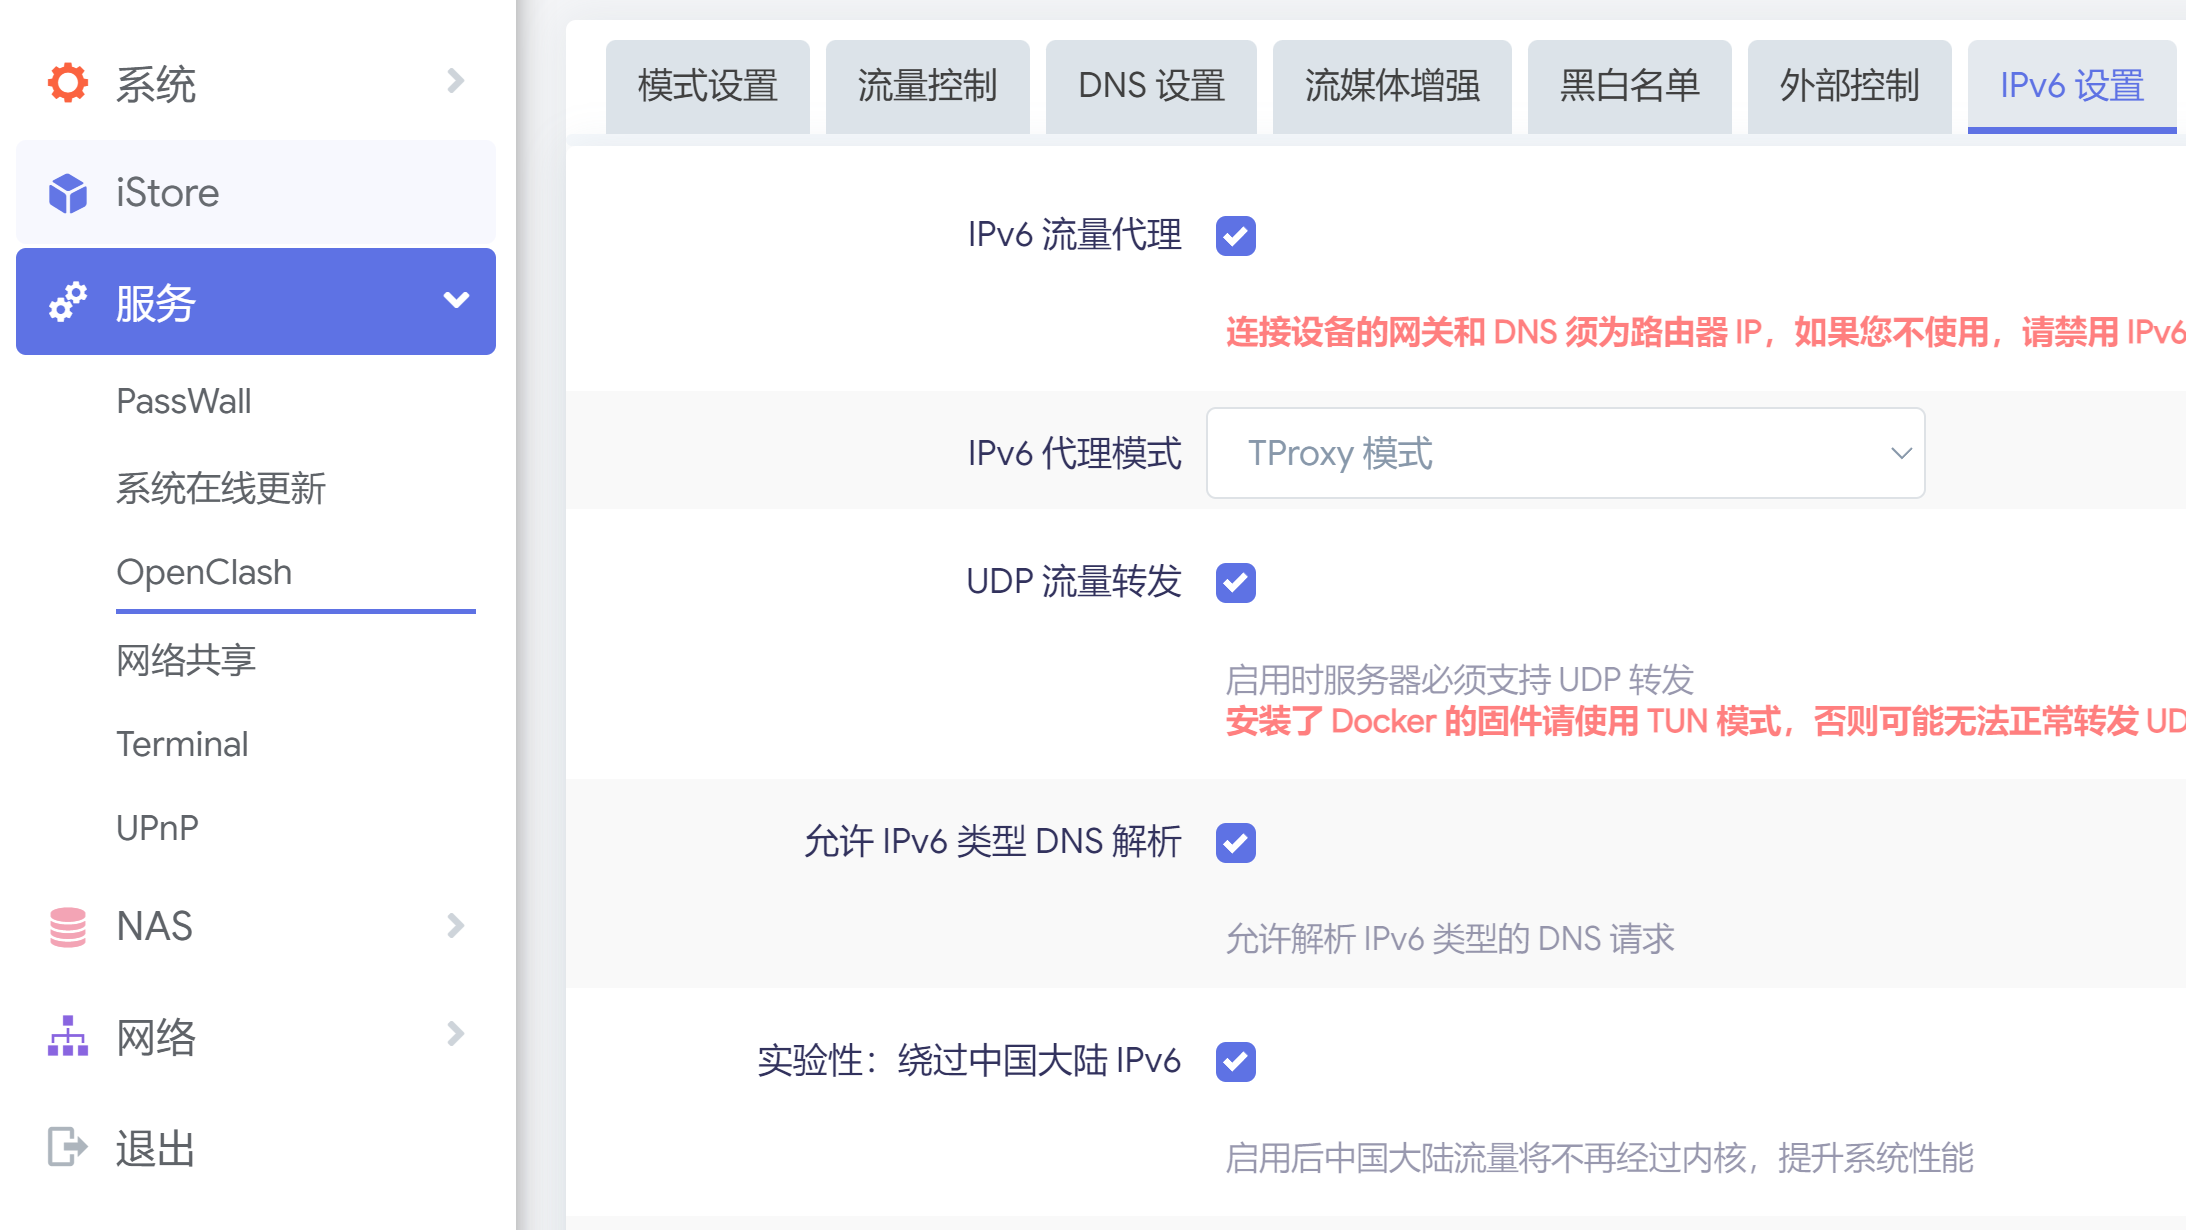 系统
iStore
服务
PassWall
系统在线更新
OpenClash
网络共享
Terminal
UPnP
NAS
网络
退出
模式设置
流量控制
DNS 设置
流媒体增强
黑白名单
外部控制
IPv6 设置
IPv6 流量代理
连接设备的网关和 DNS 须为路由器 IP，如果您不使用，请禁用 IPv6
IPv6 代理模式
TProxy 模式
UDP 流量转发
启用时服务器必须支持 UDP 转发
安装了 Docker 的固件请使用 TUN 模式，否则可能无法正常转发 UD
允许 IPv6 类型 DNS 解析
允许解析 IPv6 类型的 DNS 请求
实验性：绕过中国大陆 IPv6
启用后中国大陆流量将不再经过内核，提升系统性能